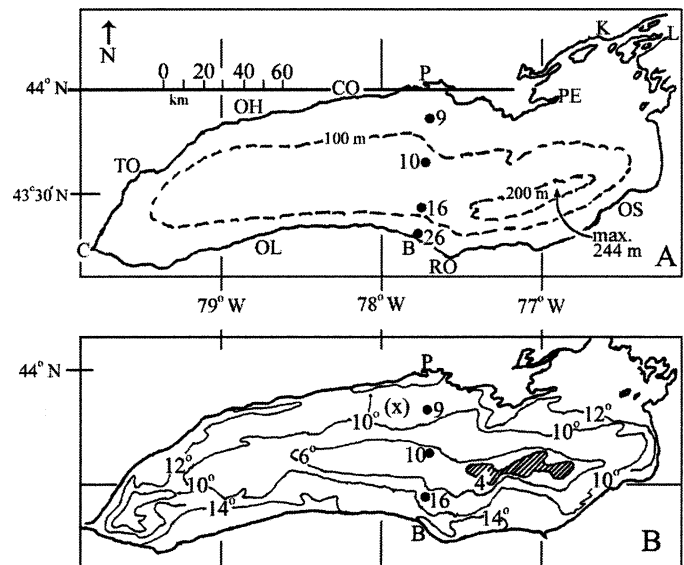 ↑
N
0 20 40 60
km
44° N
CO
P
K
L
OH
PE
9
100 m
TO
10
43°30' N
16
200 m
OS
C
OL
B
26
RO
max.
244 m
A
79° W
78° W
77° W
44° N
P
10° (x)
9
12°
10°
12°
6°
10
10°
4°
10°
16
14°
B
14°
B